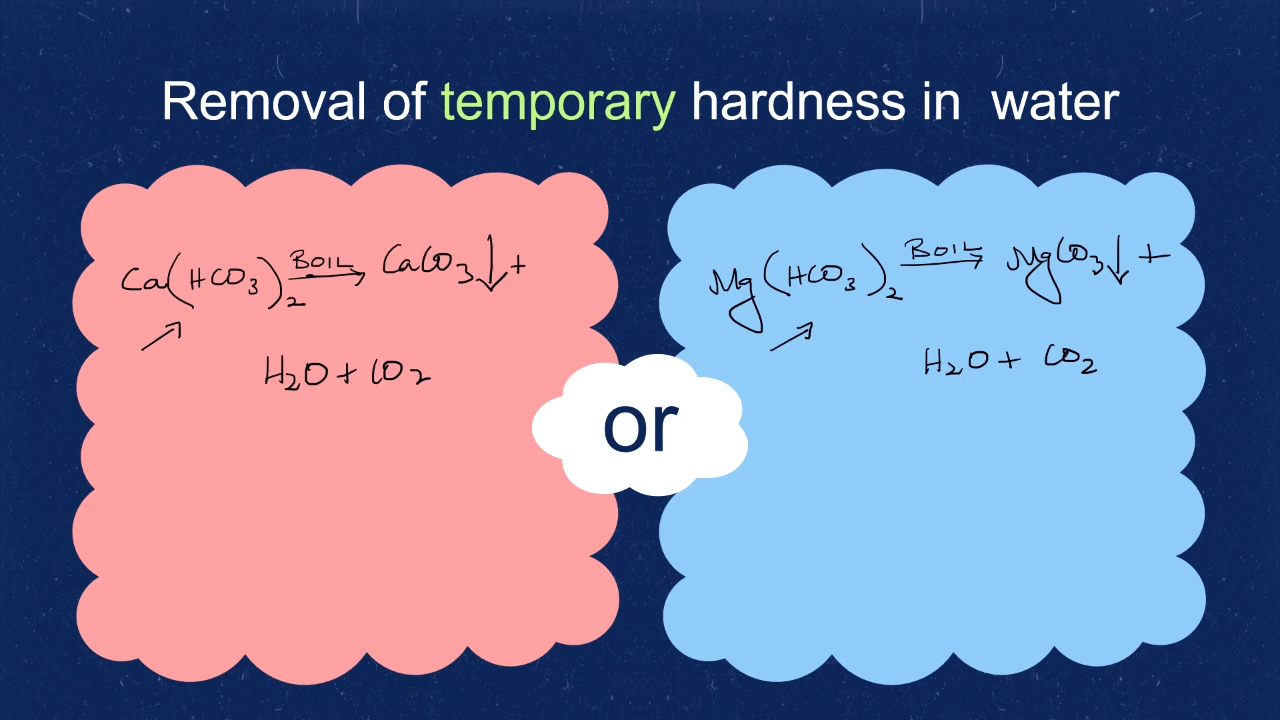 Removal of temporary hardness in water
Ca(HCO₃)₂ BOIL → CaCO₃↓ +
H₂O + CO₂
or
Mg(HCO₃)₂ BOIL → MgCO₃↓ +
H₂O + CO₂